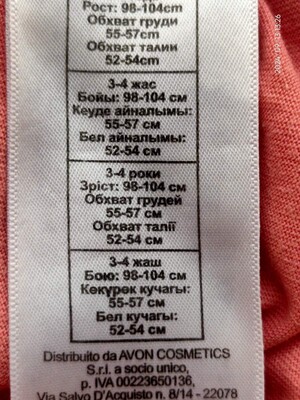 Рост: 98-104cm
Обхват груди
55-57cm
Обхват талии
52-54cm
3-4 жас
Бойы: 98-104 см
Кеуде айналымы:
55-57 см
Бел айналымы:
52-54 см
3-4 роки
Зріст: 98-104 см
Обхват грудей
55-57 см
Обхват талії
52-54 см
3-4 жаш
Бою: 98-104 см
Көкүрөк кучагы:
55-57 см
Бел кучагы:
52-54 см
Distribuito da AVON COSMETICS
S.r.l. a socio unico,
p. IVA 00223650136,
Via Salvo D'Acquisto n. 8/14 - 22078